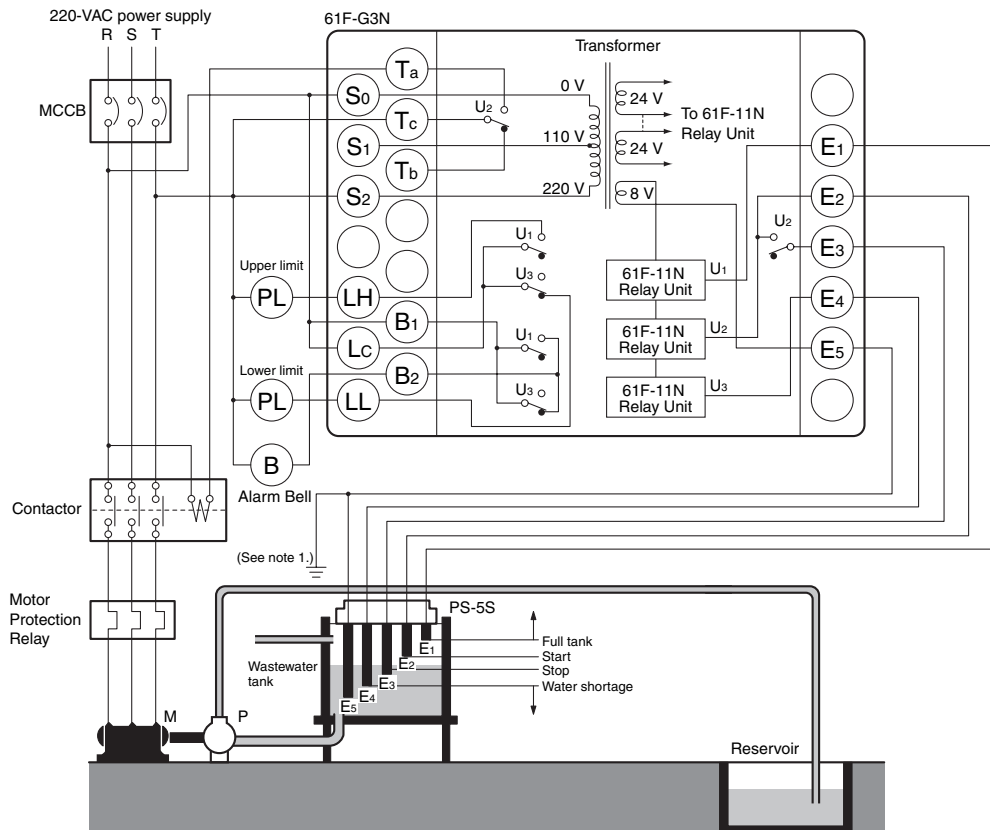 220-VAC power supply
R S T
61F-G3N
MCCB
Ta
S0
Tc
S1
Tb
S2
U2
Transformer
0 V
110 V
220 V
24 V
24 V
8 V
To 61F-11N
Relay Unit
E1
E2
U2
E3
E4
E5
Upper limit
PL
LH
B1
LC
B2
Lower limit
PL
LL
B
Alarm Bell
U1
U3
U1
U3
61F-11N
Relay Unit
U1
61F-11N
Relay Unit
U2
61F-11N
Relay Unit
U3
Contactor
(See note 1.)
Motor
Protection
Relay
PS-5S
Wastewater
tank
E1
E2
E3
E4
E5
Full tank
Start
Stop
Water shortage
M
P
Reservoir